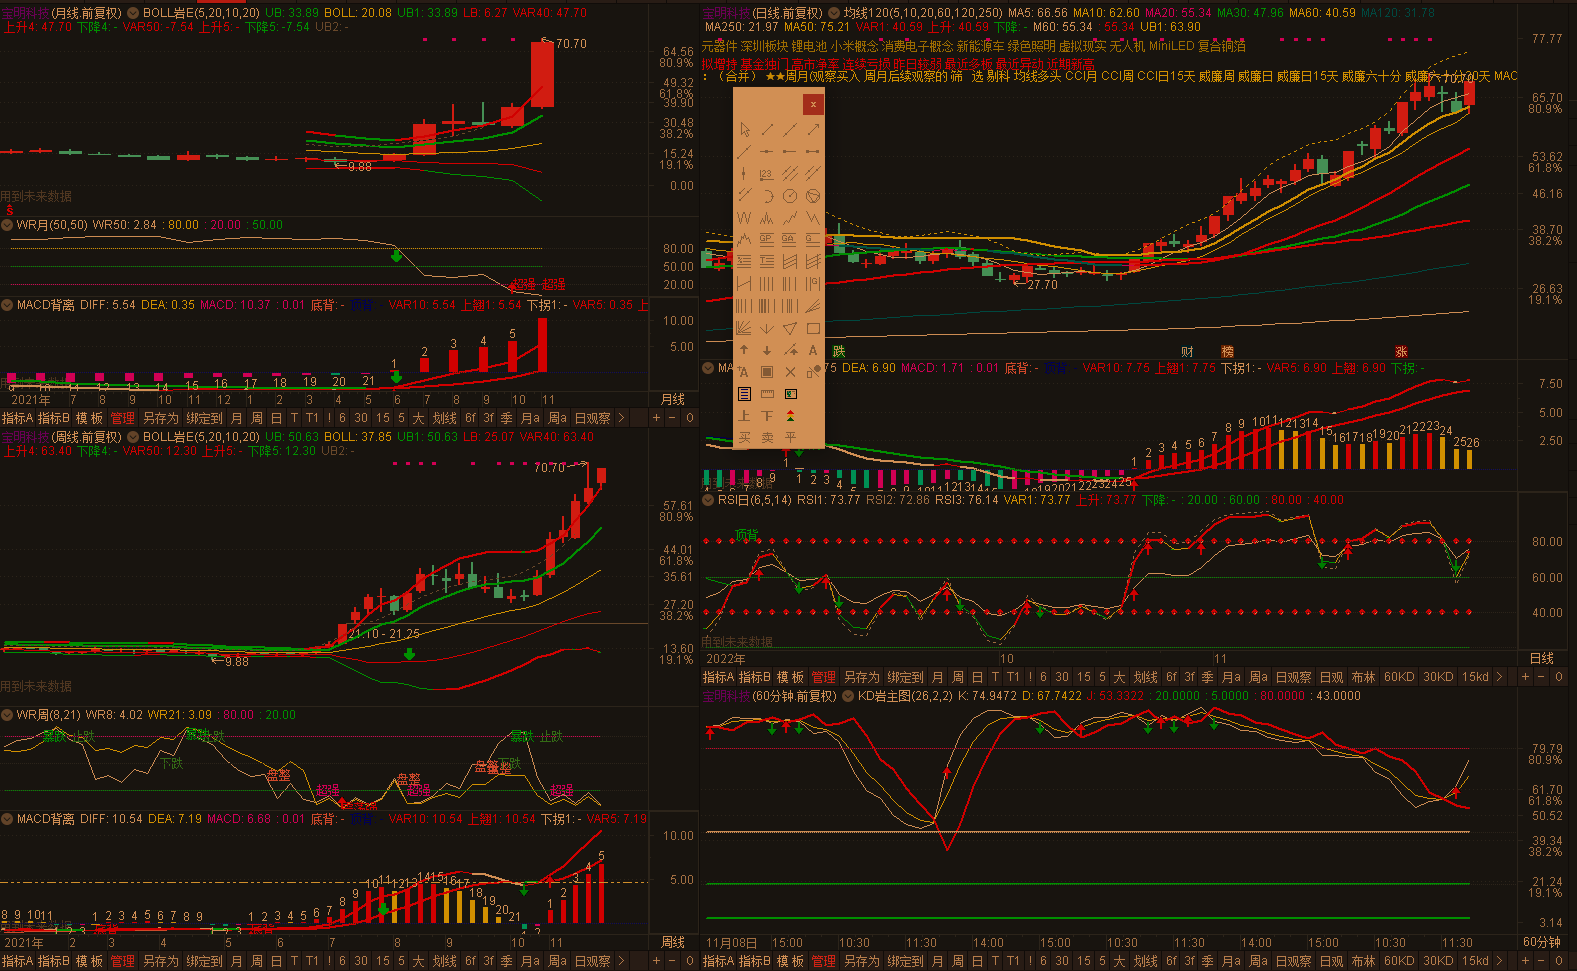 宝明科技(月线.前复权) BOLL岩E(5,20,10,20) UB: 33.89 BOLL: 20.08 UB1: 33.89 LB: 6.27 VAR40: 47.70
上升4: 47.70 下降4: - VAR50: -7.54 上升5: - 下降5: -7.54 UB2: -
70.70
64.56
80.9%
49.32
61.8%
39.90
30.48
38.2%
15.24
19.1%
0.00
9.88
用到未来数据
WR月(50,50) WR50: 2.84 : 80.00 : 20.00 : 50.00
80.00
50.00
20.00
超强 超强
MACD背离 DIFF: 5.54 DEA: 0.35 MACD: 10.37 : 0.01 底背: - 顶背: - VAR10: 5.54 上翘1: 5.54 下拐1: - VAR5: 0.35 上
10.00
5.00
1 2 3 4 5
9 10 11 12 13 14 15 16 17 18 19 20 21
2021年 7 8 9 10 11 12 2 3 4 5 6 7 8 9 10 11 月线
指标A 指标B 模 板 管理 另存为 绑定到 月 周 日 T T1 ! 6 30 15 5 大 划线 6f 3f 季 月a 周a 日观察 > + − 0
宝明科技(周线.前复权) BOLL岩E(5,20,10,20) UB: 50.63 BOLL: 37.85 UB1: 50.63 LB: 25.07 VAR40: 63.40
上升4: 63.40 下降4: - VAR50: 12.30 上升5: - 下降5: 12.30 UB2: -
70.70
57.61
80.9%
44.01
61.8%
35.61
27.20
38.2%
13.60
19.1%
21.10 - 21.25
9.88
用到未来数据
WR周(8,21) WR8: 4.02 WR21: 3.09 : 80.00 : 20.00
暴跌 止跌 下跌 盘整 超强 盘整 超强 盘整 下跌 暴跌 止跌 超强
MACD背离 DIFF: 10.54 DEA: 7.19 MACD: 6.68 : 0.01 底背: - 顶背: - VAR10: 10.54 上翘1: 10.54 下拐1: - VAR5: 7.19
10.00
5.00
8 9 10 11 1 2 3 4 5 6 7 8 9 1 2 3 4 5 6 7 8 9 10 11 12 13 14 15 16 17 18 19 20 21 1 2 3 4 5
2021年 2 3 4 5 6 7 8 9 10 11 周线
指标A 指标B 模 板 管理 另存为 绑定到 月 周 日 T T1 ! 6 30 15 5 大 划线 6f 3f 季 月a 周a 日观察 > + − 0
宝明科技(日线.前复权) 均线120(5,10,20,60,120,250) MA5: 66.56 MA10: 62.60 MA20: 55.34 MA30: 47.96 MA60: 40.59 MA120: 31.78
MA250: 21.97 MA50: 75.21 VAR1: 40.59 上升: 40.59 下降: - M60: 55.34 : 55.34 UB1: 63.90
元器件 深圳板块 锂电池 小米概念 消费电子概念 新能源车 绿色照明 虚拟现实 无人机 MiniLED 复合铜箔
拟增持 基金独门 高市净率 连续亏损 昨日转弱 最近多板 最近异动 近期新高
: (合并) ★★周月(观察买入 周月后续观察的 筛 选 剔科 均线多头 CCI月 CCI周 CCI日15天 威廉周 威廉日 威廉日15天 威廉六十分 威廉六十分30天 MAC
77.77
65.70
80.9%
53.62
61.8%
46.16
38.70
38.2%
26.63
19.1%
27.70
跌 财 榜 涨
123
GP GA G
A
上 下
买 卖 平
MA 75 DEA: 6.90 MACD: 1.71 : 0.01 底背: - 顶背: - VAR10: 7.75 上翘1: 7.75 下拐1: - VAR5: 6.90 上翘: 6.90 下拐: -
7.50
5.00
2.50
1 2 3 4 5 6 7 8 9 10 11 12 13 14 15 16 17 18 19 20 21 22 23 24 25 26
RSI日(6,5,14) RSI1: 73.77 RSI2: 72.86 RSI3: 76.14 VAR1: 73.77 上升: 73.77 下降: - : 20.00 : 60.00 : 80.00 : 40.00
顶背
80.00
60.00
40.00
用到未来数据
2022年 10 11 日线
指标A 指标B 模 板 管理 另存为 绑定到 月 周 日 T T1 ! 6 30 15 5 大 划线 6f 3f 季 月a 周a 日观察 日观 布林 60KD 30KD 15kd > + − 0
宝明科技(60分钟.前复权) KD岩主图(26,2,2) K: 74.9472 D: 67.7422 J: 53.3322 : 20.0000 : 5.0000 : 80.0000 : 43.0000
79.79
80.9%
61.70
61.8%
50.52
39.34
38.2%
21.24
19.1%
3.14
11月08日 15:00 10:30 11:30 14:00 15:00 10:30 11:30 14:00 15:00 10:30 11:30 60分钟
指标A 指标B 模 板 管理 另存为 绑定到 月 周 日 T T1 ! 6 30 15 5 大 划线 6f 3f 季 月a 周a 日观察 日观 布林 60KD 30KD 15kd > + − 0